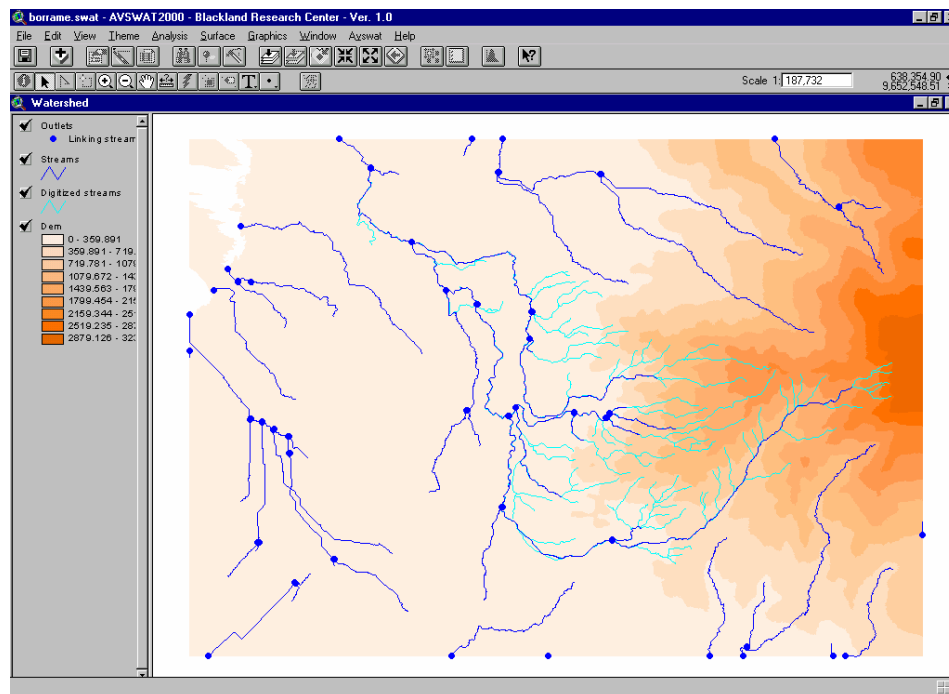 borrame.swat - AVSWAT2000 - Blackland Research Center - Ver. 1.0
File Edit View Theme Analysis Surface Graphics Window Avswat Help
Scale 1: 187,732
638,354.90
9,652,548.51
Watershed
Outlets
Linking stream
Streams
Digitized streams
Dem
0 - 359.891
359.891 - 719.
719.781 - 107
1079.672 - 14
1439.563 - 179
1799.454 - 215
2159.344 - 251
2519.235 - 28
2879.126 - 32